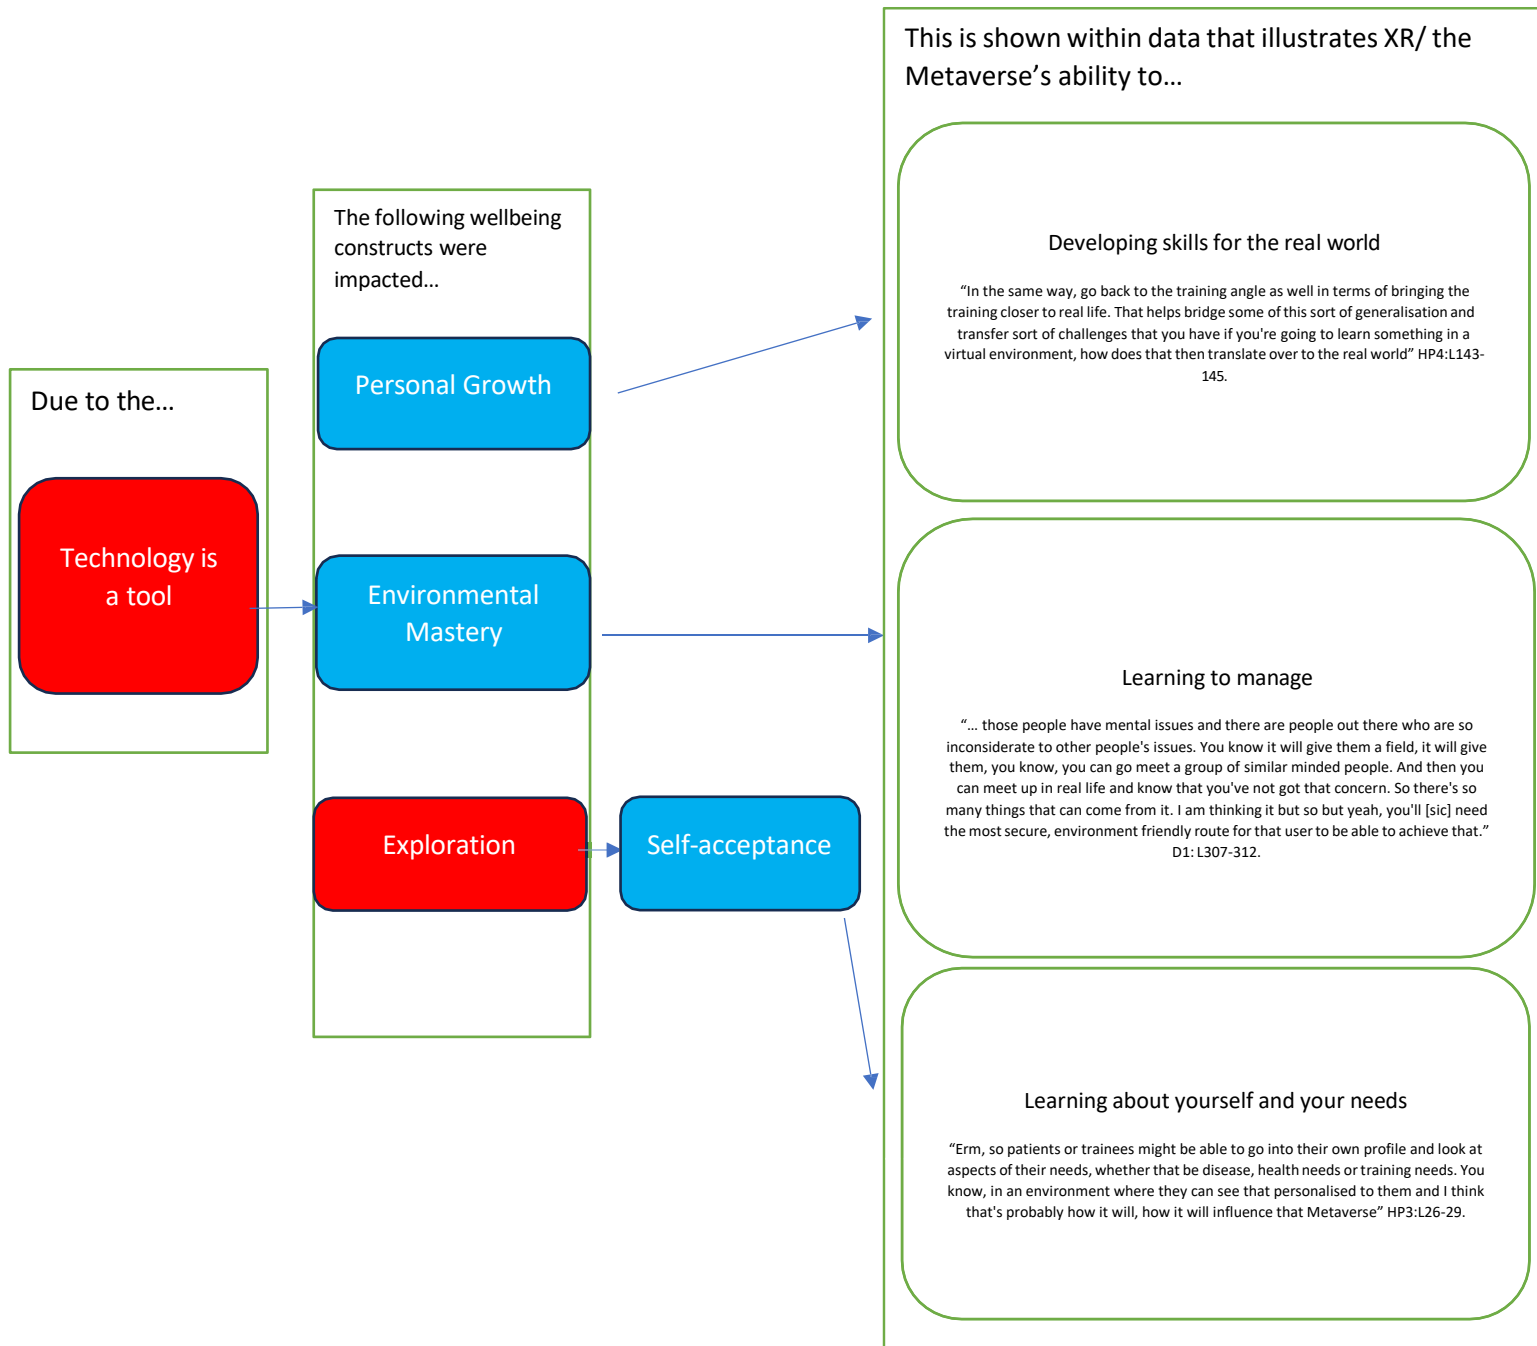 Due to the…
Technology is
a tool
The following wellbeing
constructs were
impacted…
Personal Growth
Environmental
Mastery
Exploration
Self-acceptance
This is shown within data that illustrates XR/ the
Metaverse’s ability to…
Developing skills for the real world
“In the same way, go back to the training angle as well in terms of bringing the
training closer to real life. That helps bridge some of this sort of generalisation and
transfer sort of challenges that you have if you're going to learn something in a
virtual environment, how does that then translate over to the real world” HP4:L143-
145.
Learning to manage
“… those people have mental issues and there are people out there who are so
inconsiderate to other people's issues. You know it will give them a field, it will give
them, you know, you can go meet a group of similar minded people. And then you
can meet up in real life and know that you've not got that concern. So there's so
many things that can come from it. I am thinking it but so but yeah, you'll [sic] need
the most secure, environment friendly route for that user to be able to achieve that.”
D1: L307-312.
Learning about yourself and your needs
“Erm, so patients or trainees might be able to go into their own profile and look at
aspects of their needs, whether that be disease, health needs or training needs. You
know, in an environment where they can see that personalised to them and I think
that's probably how it will, how it will influence that Metaverse” HP3:L26-29.